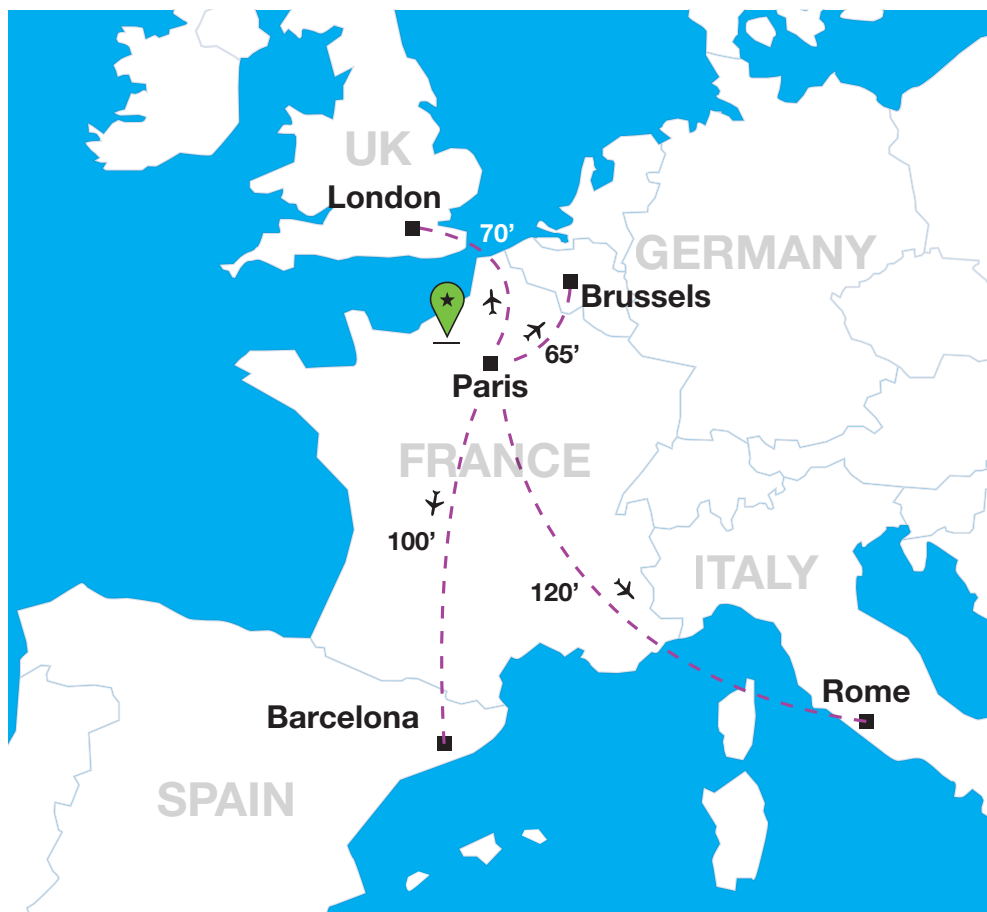 UK
London
70’
GERMANY
Brussels
65’
Paris
FRANCE
100’
ITALY
120’
Rome
Barcelona
SPAIN